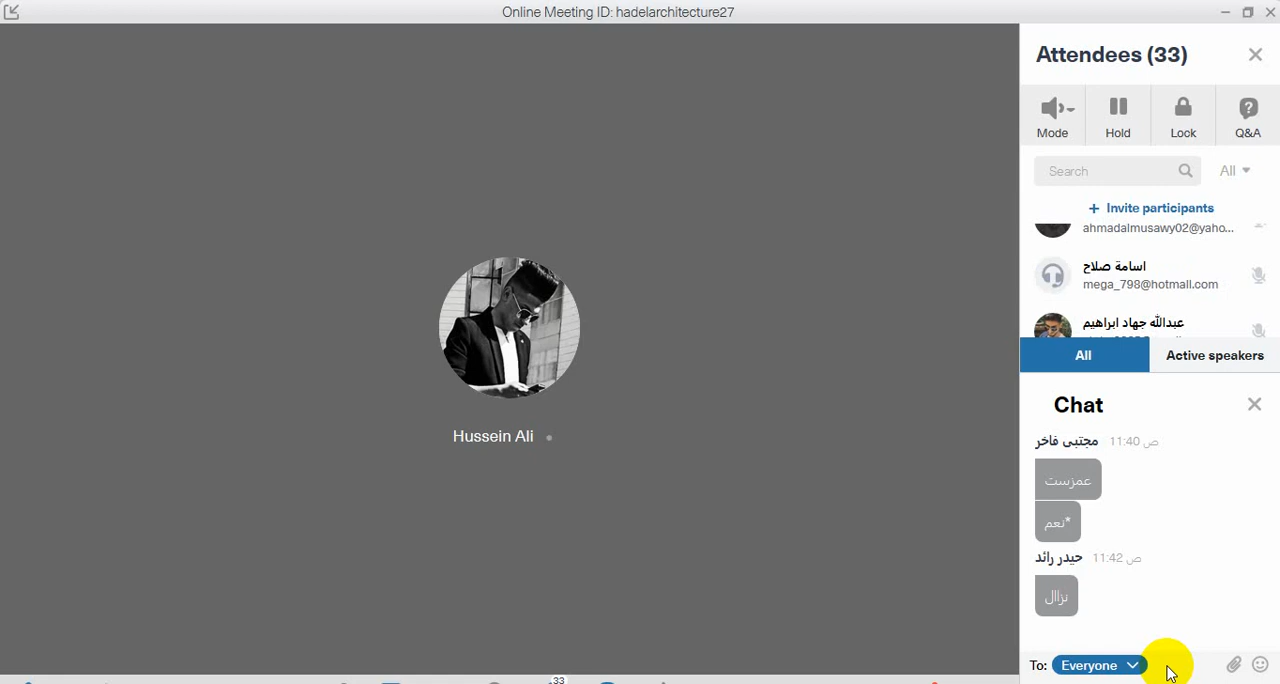 Online Meeting ID: hadelarchitecture27
Attendees (33)
Mode
Hold
Lock
Q&A
Search
All
+ Invite participants
ahmadalmusawy02@yaho...
اسامة صلاح
mega_798@hotmail.com
عبدالله جهاد ابراهيم
All
Active speakers
Hussein Ali
Chat
مجتبى فاخر
11:40 ص
عمزست
*نعم
حيدر رائد
11:42 ص
نزاال
To: Everyone
33